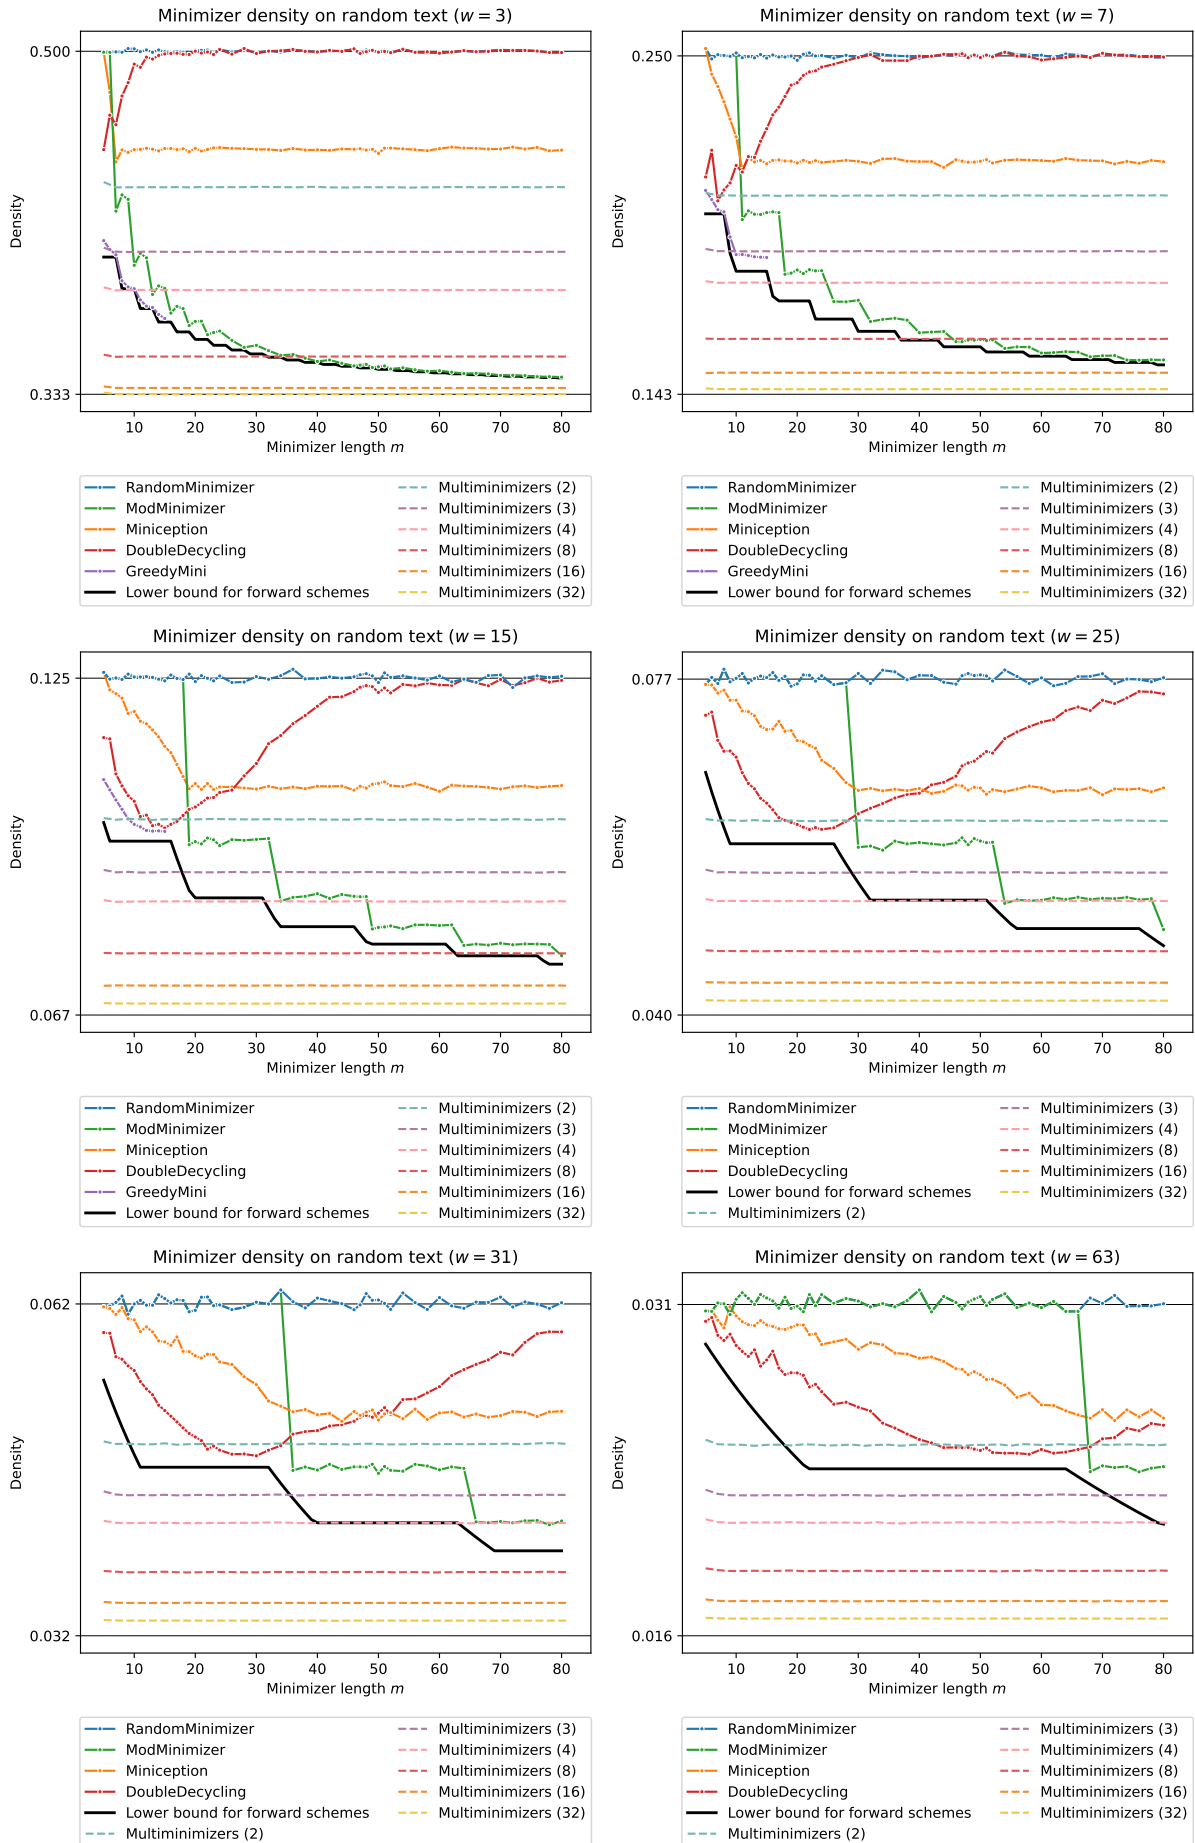 Minimizer density on random text (w = 3)
0.500
0.333
Density
10 20 30 40 50 60 70 80
Minimizer length m
RandomMinimizer
ModMinimizer
Miniception
DoubleDecycling
GreedyMini
Lower bound for forward schemes
Multiminimizers (2)
Multiminimizers (3)
Multiminimizers (4)
Multiminimizers (8)
Multiminimizers (16)
Multiminimizers (32)
Minimizer density on random text (w = 7)
0.250
0.143
Density
10 20 30 40 50 60 70 80
Minimizer length m
RandomMinimizer
ModMinimizer
Miniception
DoubleDecycling
GreedyMini
Lower bound for forward schemes
Multiminimizers (2)
Multiminimizers (3)
Multiminimizers (4)
Multiminimizers (8)
Multiminimizers (16)
Multiminimizers (32)
Minimizer density on random text (w = 15)
0.125
0.067
Density
10 20 30 40 50 60 70 80
Minimizer length m
RandomMinimizer
ModMinimizer
Miniception
DoubleDecycling
GreedyMini
Lower bound for forward schemes
Multiminimizers (2)
Multiminimizers (3)
Multiminimizers (4)
Multiminimizers (8)
Multiminimizers (16)
Multiminimizers (32)
Minimizer density on random text (w = 25)
0.077
0.040
Density
10 20 30 40 50 60 70 80
Minimizer length m
RandomMinimizer
ModMinimizer
Miniception
DoubleDecycling
Lower bound for forward schemes
Multiminimizers (2)
Multiminimizers (3)
Multiminimizers (4)
Multiminimizers (8)
Multiminimizers (16)
Multiminimizers (32)
Minimizer density on random text (w = 31)
0.062
0.032
Density
10 20 30 40 50 60 70 80
Minimizer length m
RandomMinimizer
ModMinimizer
Miniception
DoubleDecycling
Lower bound for forward schemes
Multiminimizers (2)
Multiminimizers (3)
Multiminimizers (4)
Multiminimizers (8)
Multiminimizers (16)
Multiminimizers (32)
Minimizer density on random text (w = 63)
0.031
0.016
Density
10 20 30 40 50 60 70 80
Minimizer length m
RandomMinimizer
ModMinimizer
Miniception
DoubleDecycling
Lower bound for forward schemes
Multiminimizers (2)
Multiminimizers (3)
Multiminimizers (4)
Multiminimizers (8)
Multiminimizers (16)
Multiminimizers (32)